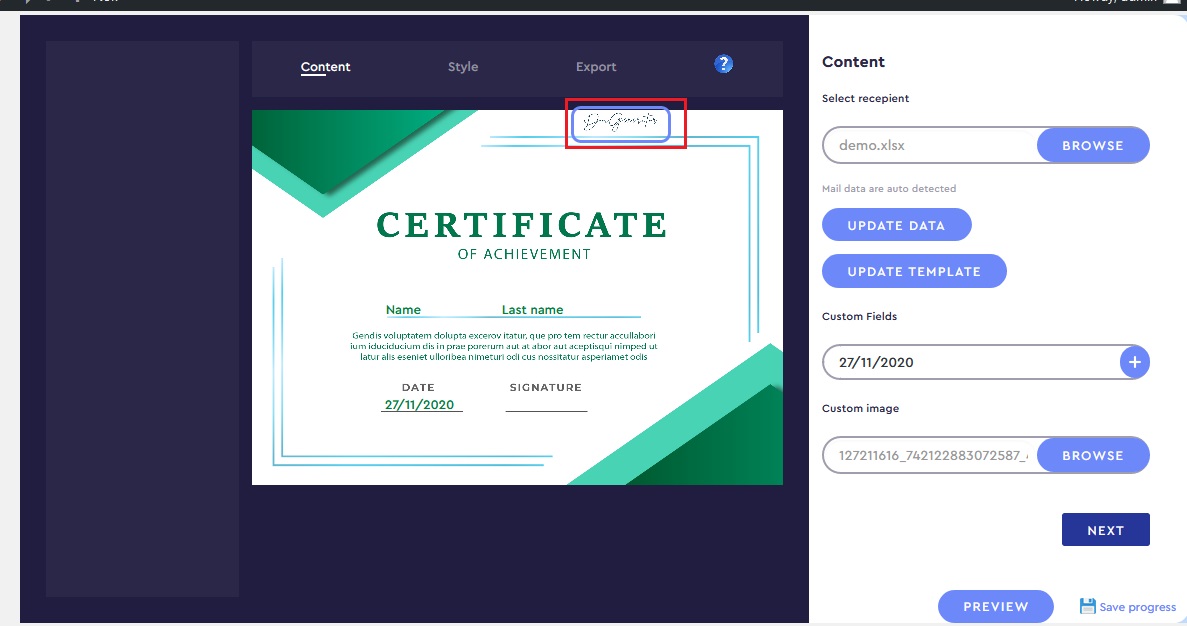 Content
Style
Export
?
CERTIFICATE
OF ACHIEVEMENT
Name
Last name
Gendis voluptatem dolupta excerov itatur, que pro tem rectur accullabori
ium iduciducium dis in prae porerum aut at abor aut aceptisqui nimped ut
latur alis eseniet ulloribea nimeturi odi cus nossitatur asperiamet odis
DATE
SIGNATURE
27/11/2020
Content
Select recepient
demo.xlsx
BROWSE
Mail data are auto detected
UPDATE DATA
UPDATE TEMPLATE
Custom Fields
27/11/2020
+
Custom image
127211616_742122883072587_
BROWSE
NEXT
PREVIEW
Save progress